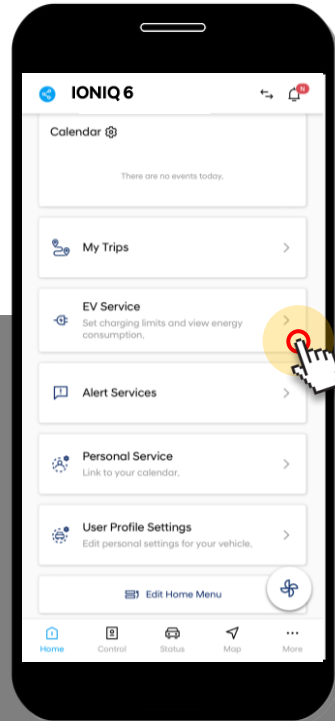 IONIQ 6
N
Calendar
There are no events today.
My Trips
EV Service
Set charging limits and view energy
consumption.
Alert Services
Personal Service
Link to your calendar.
User Profile Settings
Edit personal settings for your vehicle.
Edit Home Menu
Home Control Status Map More